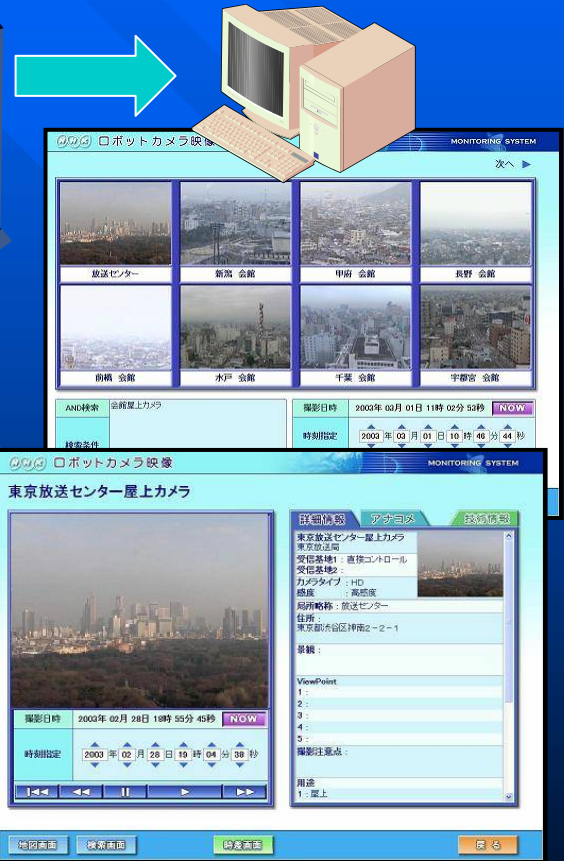 NHK ロボットカメラ映像
MONITORING SYSTEM
次へ ▶
放送センター
新潟 会館
甲府 会館
長野 会館
前橋 会館
水戸 会館
千葉 会館
宇都宮 会館
AND検索 会館屋上カメラ
検索条件
撮影日時 2003年 03月 01日 11時 02分 53秒 NOW
時刻指定 2003 年 03 月 01 日 10 時 46 分 44 秒
NHK ロボットカメラ映像
MONITORING SYSTEM
東京放送センター屋上カメラ
詳細情報 アナコメ 技術情報
東京放送センター屋上カメラ
東京放送局
受信基地1：直接コントロール
受信基地2：
カメラタイプ：HD
感度：高感度
局所略称：放送センター
住所：
東京都渋谷区神南2-2-1
景観：
ViewPoint
1：
2：
3：
4：
5：
撮影注意点：
用途
1：屋上
撮影日時 2003年 02月 28日 18時 55分 45秒 NOW
時刻指定 2003 年 02 月 28 日 19 時 04 分 38 秒
地図画面 検索画面 時差画面 戻る